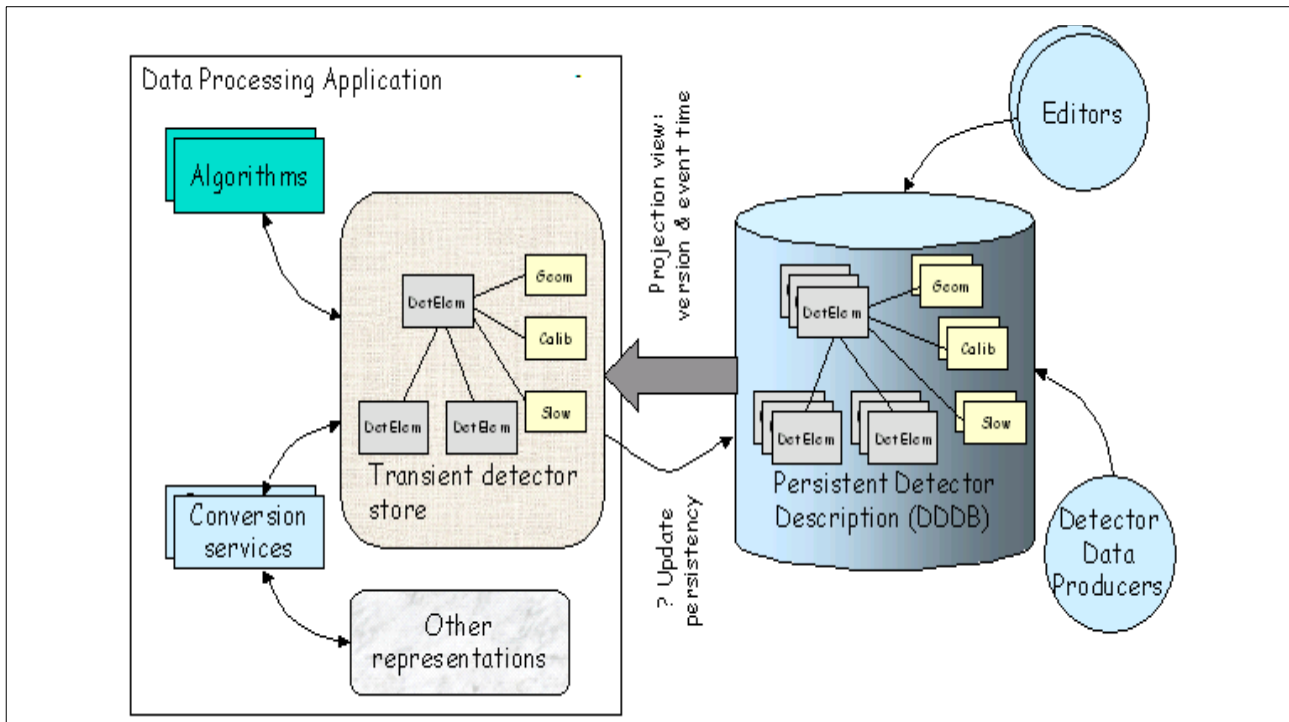 Data Processing Application
Algorithms
DetElem
Geom
Calib
Slow
DetElem
DetElem
Transient detector
store
Conversion
services
Other
representations
Projection view:
version & event time
? Update
persistency
Editors
DetElem
Geom
Calib
Slow
DetElem
DetElem
Persistent Detector
Description (DDDB)
Detector
Data
Producers